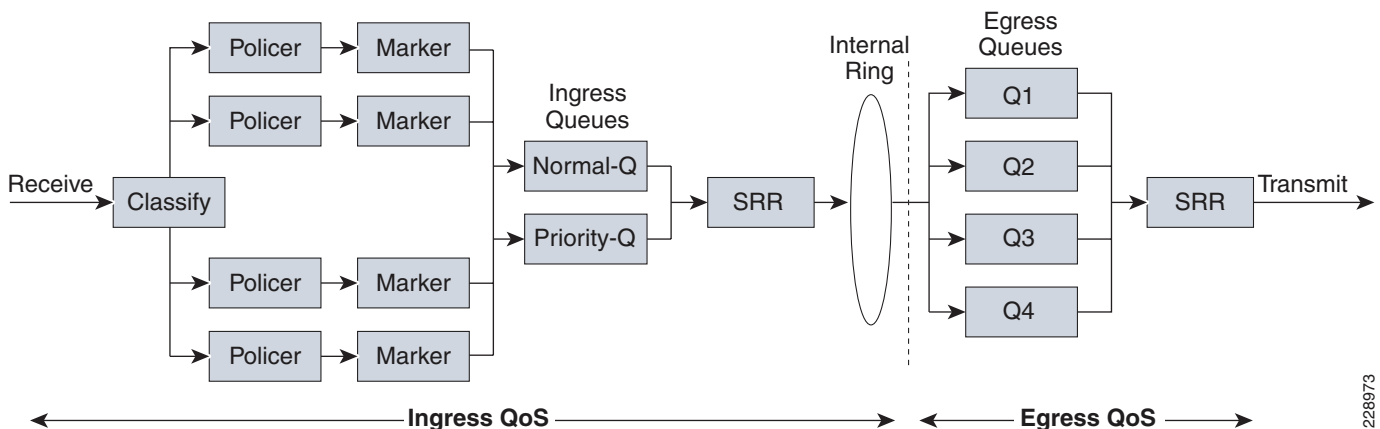 Egress
Queues
Internal
Ring
Policer
Marker
Policer
Marker
Ingress
Queues
Q1
Normal-Q
Q2
Receive
Classify
SRR
SRR
Transmit
Priority-Q
Q3
Policer
Marker
Q4
Policer
Marker
Ingress QoS
Egress QoS
228973